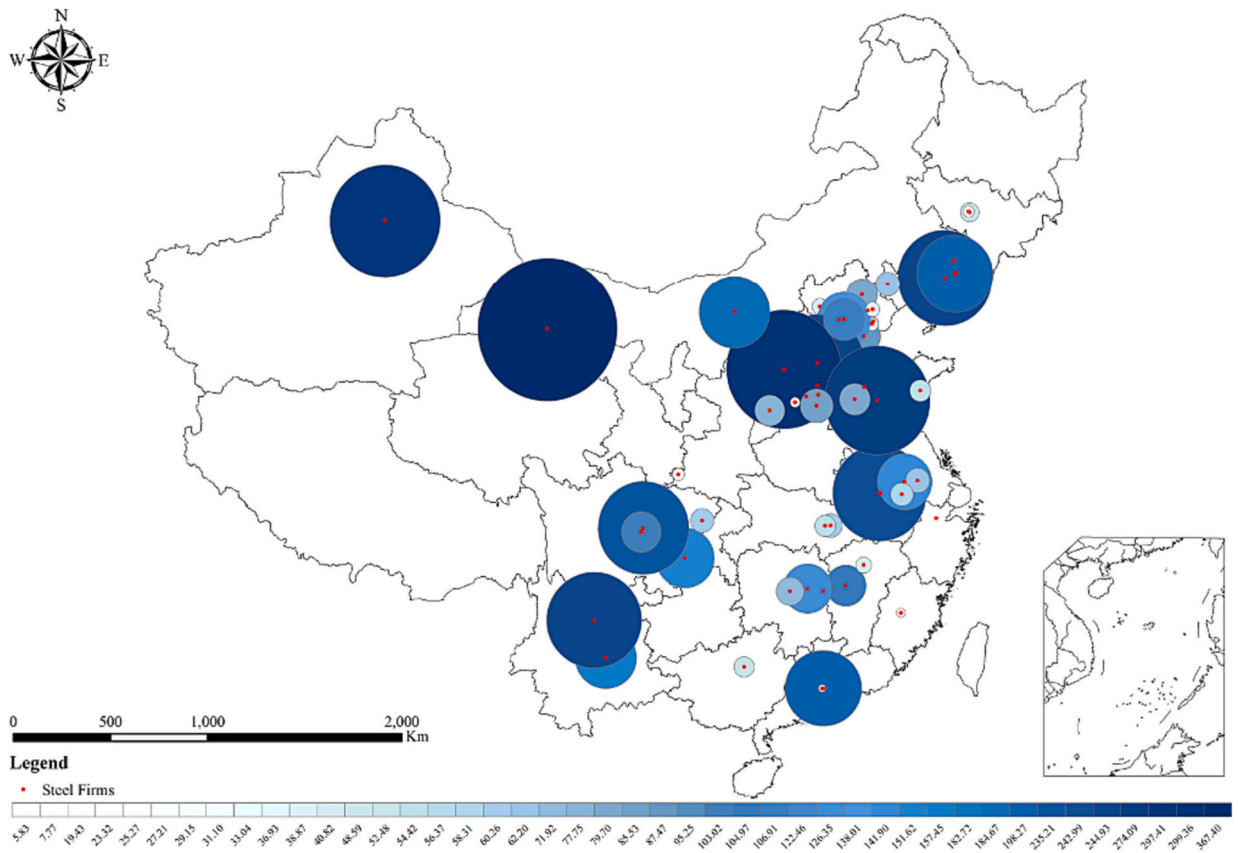 N
W E
S
0 500 1,000 2,000
Km
Legend
Steel Firms
5.83 7.77 19.43 23.32 25.27 27.21 29.15 31.10 33.04 36.93 38.87 40.82 48.59 52.48 54.42 56.37 58.31 60.26 62.20 71.92 77.75 79.70 85.53 87.47 95.25 103.02 104.97 106.91 122.46 126.35 138.01 141.90 151.62 157.45 182.72 184.67 198.27 235.21 242.99 244.93 274.09 297.41 299.36 367.40